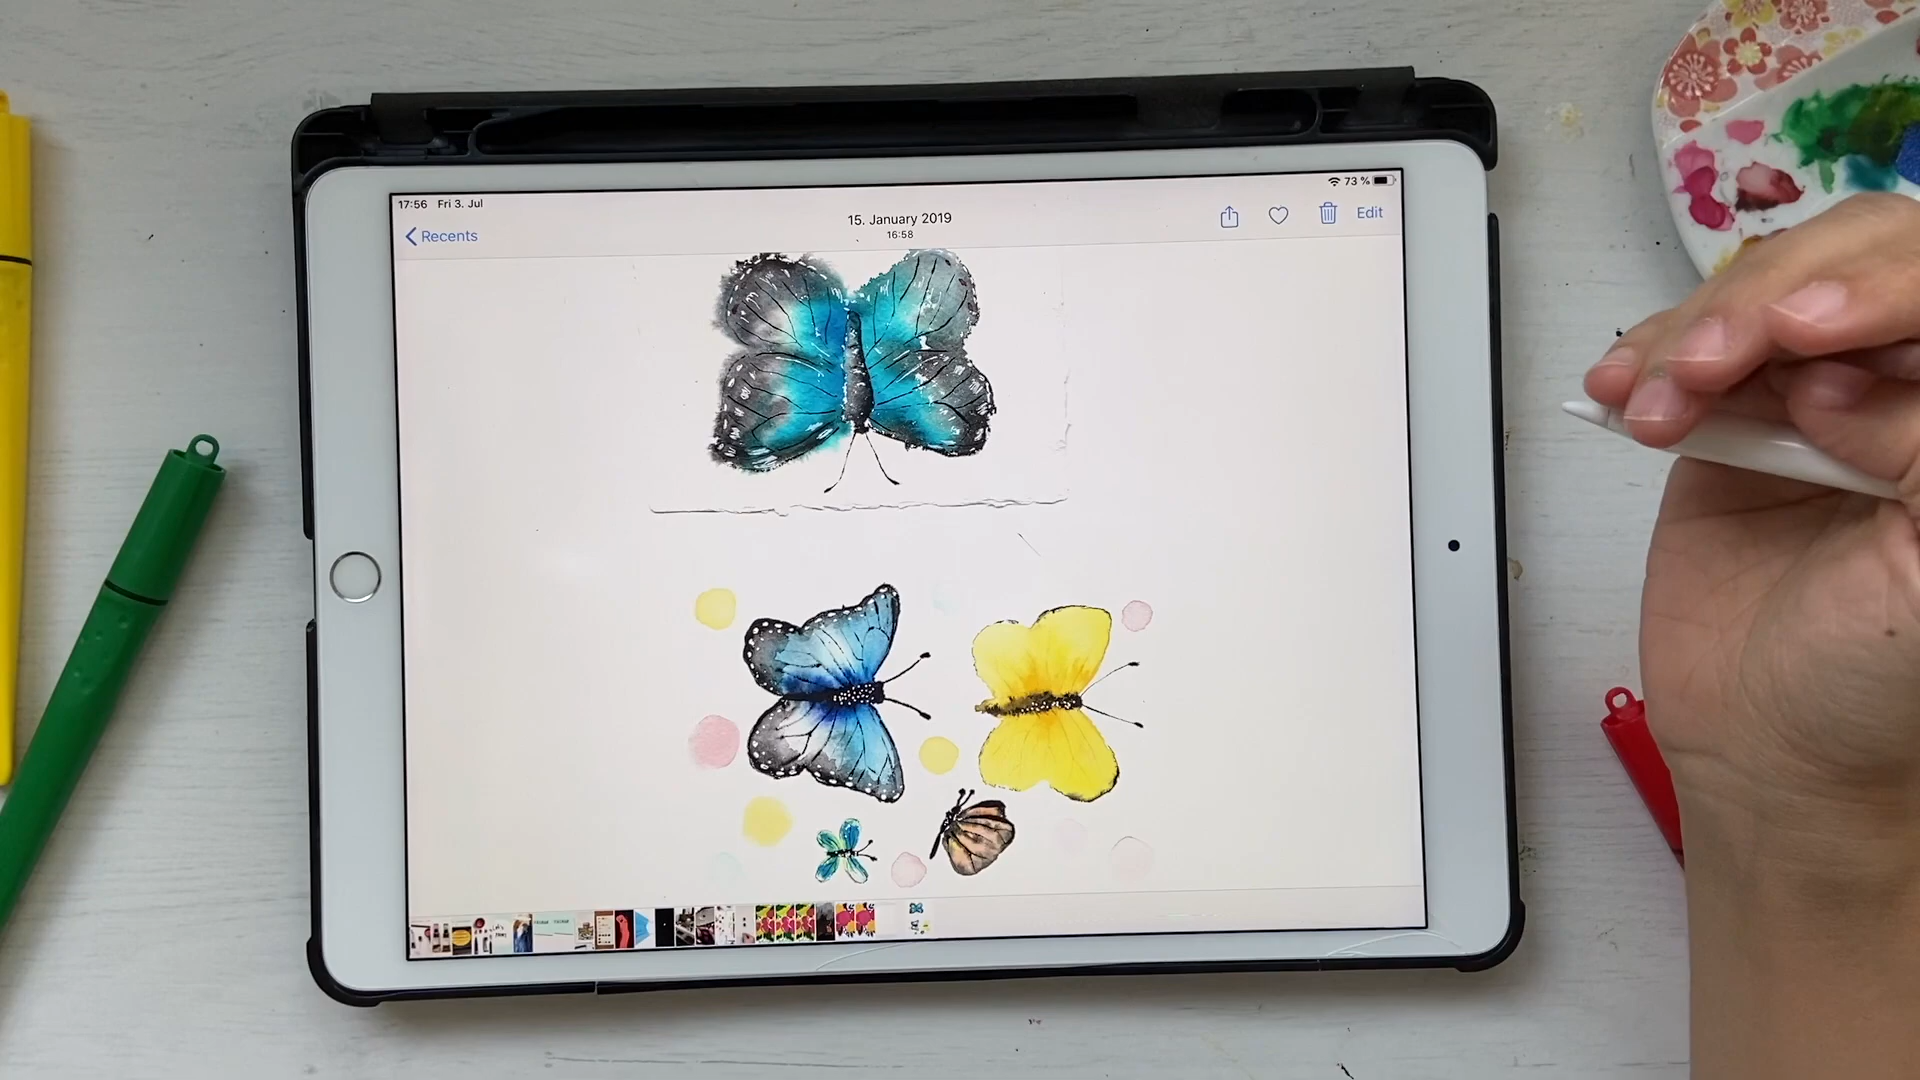 17:56 Fri 3. Jul
73 %
Recents
15. January 2019
16:58
Edit